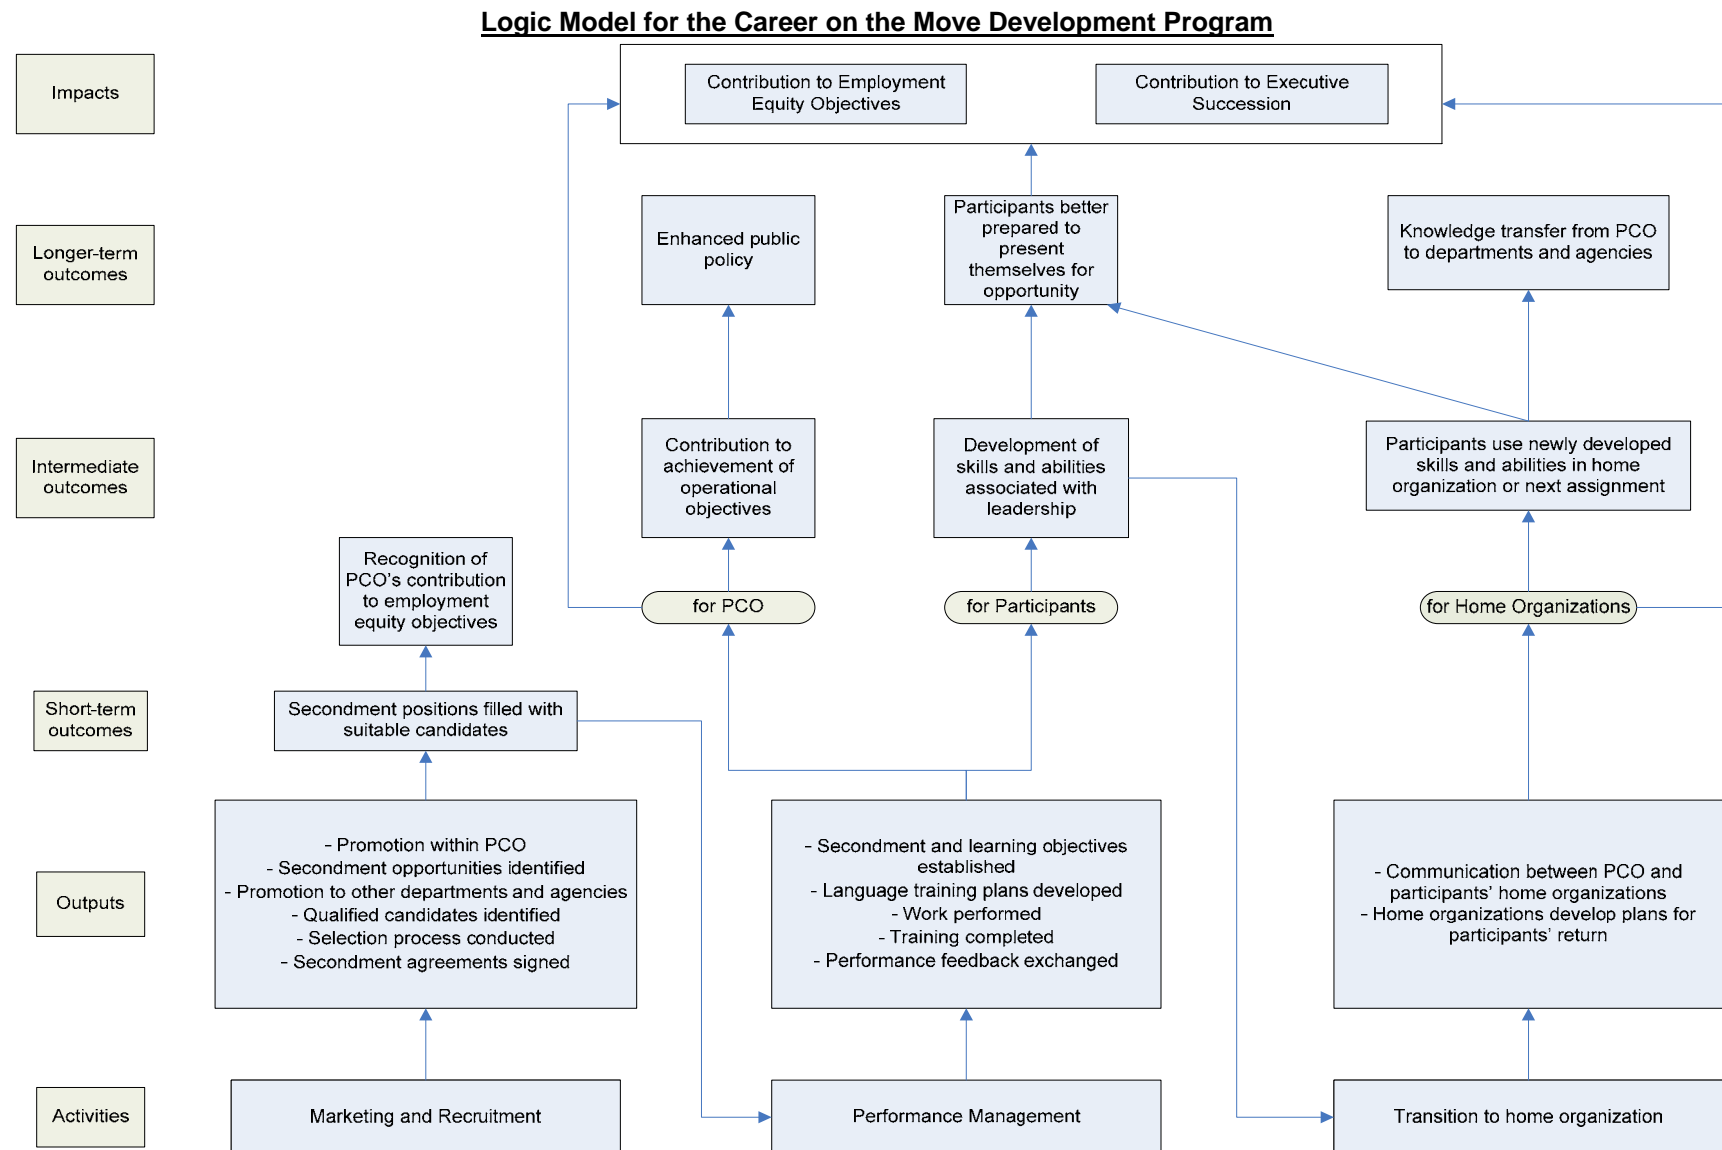 Logic Model for the Career on the Move Development Program
Impacts
Contribution to Employment
Equity Objectives
Contribution to Executive
Succession
Longer-term
outcomes
Enhanced public
policy
Participants better
prepared to
present
themselves for
opportunity
Knowledge transfer from PCO
to departments and agencies
Intermediate
outcomes
Contribution to
achievement of
operational
objectives
Development of
skills and abilities
associated with
leadership
Participants use newly developed
skills and abilities in home
organization or next assignment
Recognition of
PCO’s contribution
to employment
equity objectives
for PCO
for Participants
for Home Organizations
Short-term
outcomes
Secondment positions filled with
suitable candidates
Outputs
- Promotion within PCO
- Secondment opportunities identified
- Promotion to other departments and agencies
- Qualified candidates identified
- Selection process conducted
- Secondment agreements signed
- Secondment and learning objectives
established
- Language training plans developed
- Work performed
- Training completed
- Performance feedback exchanged
- Communication between PCO and
participants’ home organizations
- Home organizations develop plans for
participants’ return
Activities
Marketing and Recruitment
Performance Management
Transition to home organization